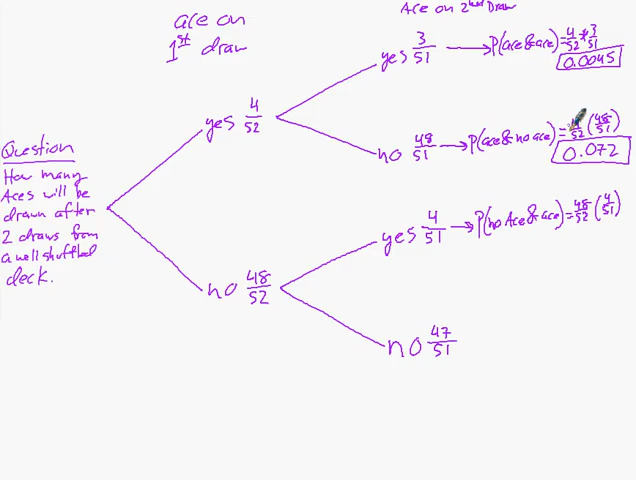 ace on
1st draw
Ace on 2nd Draw
yes 3/51 → P(ace & ace) = 4/52 * 3/51
0.0045
yes 4/52
no 48/51 → P(ace & no ace) = /52 (48/51)
0.072
Question
How many
Aces will be
drawn after
2 draws from
a well shuffled
deck.
yes 4/51 → P(no Ace & ace) = 48/52 (4/51)
no 48/52
no 47/51